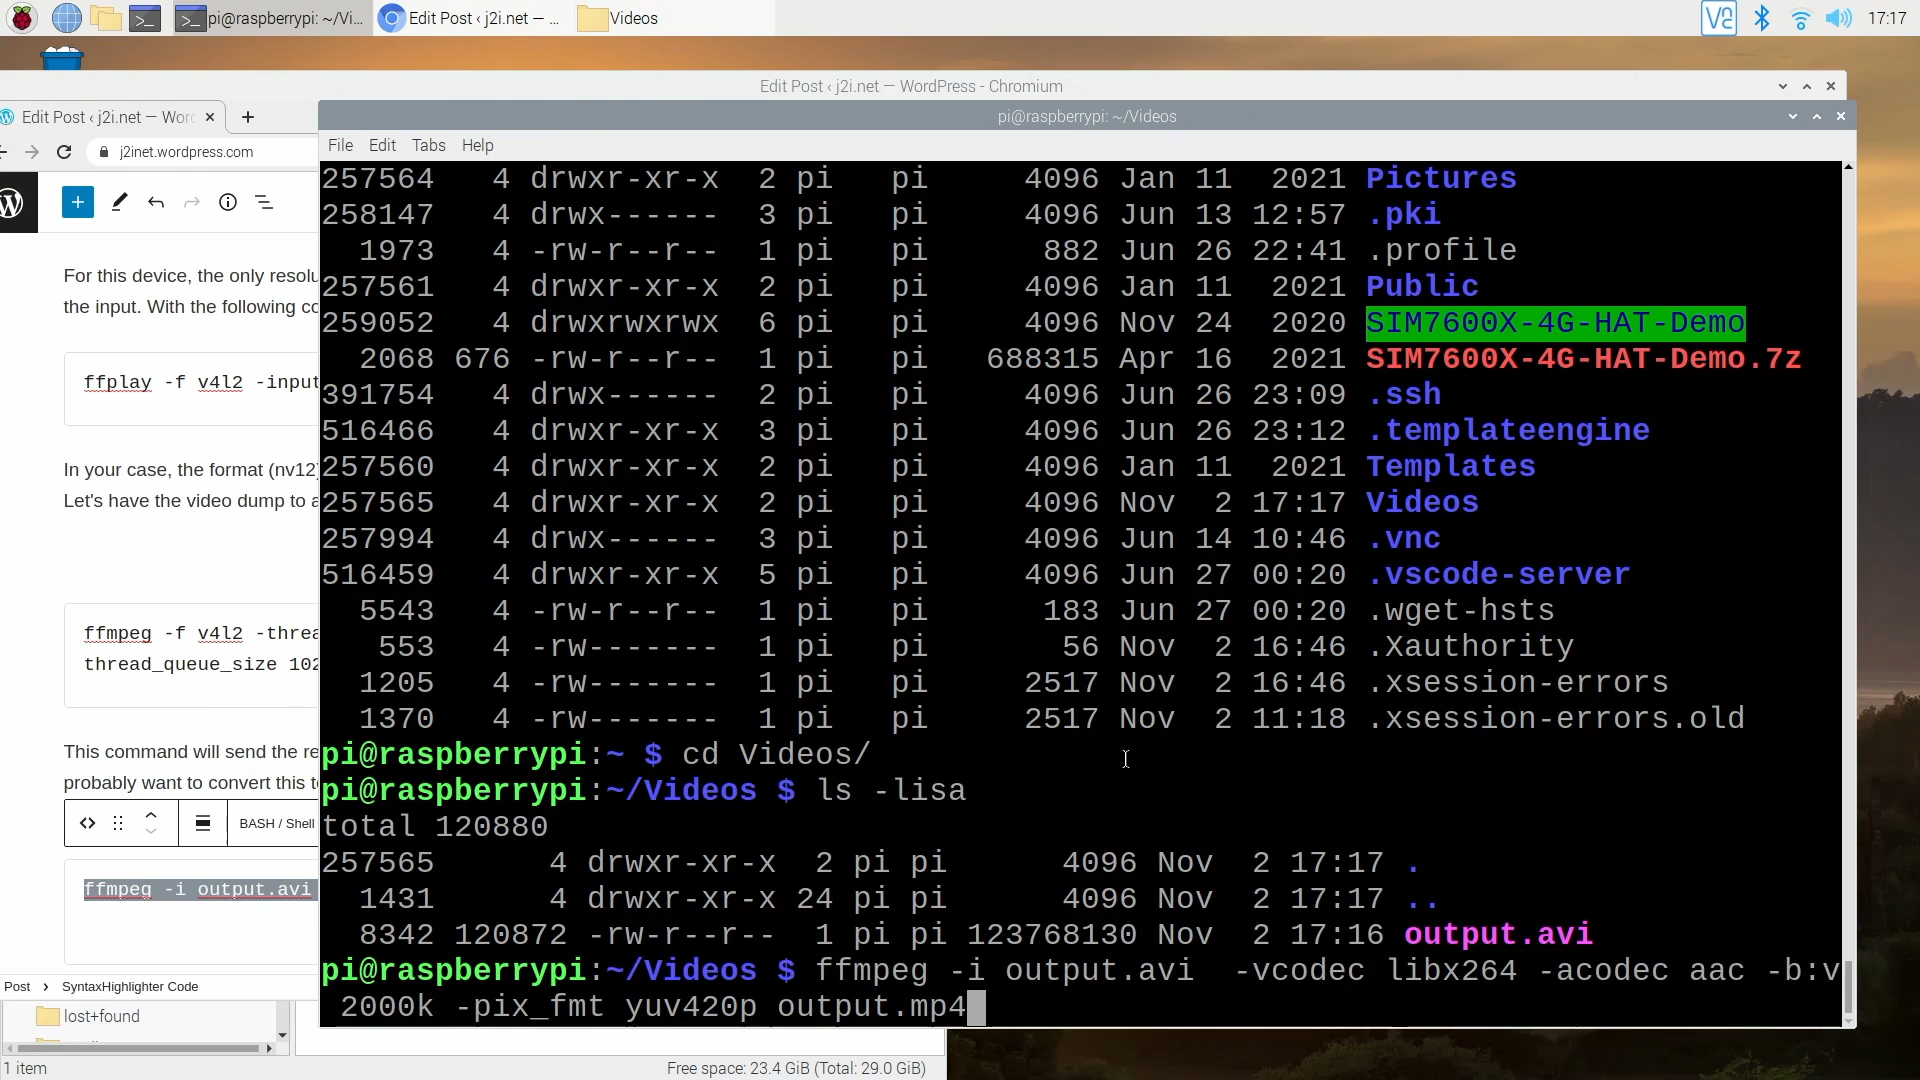 pi@raspberrypi: ~/Vi...
Edit Post ‹ j2i.net — ...
Videos
17:17
Edit Post ‹ j2i.net — WordPress - Chromium
Edit Post ‹ j2i.net — Wor
pi@raspberrypi: ~/Videos
j2inet.wordpress.com
File Edit Tabs Help
For this device, the only resolu
the input. With the following co
ffplay -f v4l2 -input
In your case, the format (nv12)
Let's have the video dump to a
ffmpeg -f v4l2 -threa
thread_queue_size 102
This command will send the re
probably want to convert this t
BASH / Shell
ffmpeg -i output.avi
Post › SyntaxHighlighter Code
257564   4 drwxr-xr-x  2 pi   pi     4096 Jan 11  2021 Pictures
258147   4 drwx------  3 pi   pi     4096 Jun 13 12:57 .pki
1973   4 -rw-r--r--  1 pi   pi      882 Jun 26 22:41 .profile
257561   4 drwxr-xr-x  2 pi   pi     4096 Jan 11  2021 Public
259052   4 drwxrwxrwx  6 pi   pi     4096 Nov 24  2020 SIM7600X-4G-HAT-Demo
2068 676 -rw-r--r--  1 pi   pi   688315 Apr 16  2021 SIM7600X-4G-HAT-Demo.7z
391754   4 drwx------  2 pi   pi     4096 Jun 26 23:09 .ssh
516466   4 drwxr-xr-x  3 pi   pi     4096 Jun 26 23:12 .templateengine
257560   4 drwxr-xr-x  2 pi   pi     4096 Jan 11  2021 Templates
257565   4 drwxr-xr-x  2 pi   pi     4096 Nov  2 17:17 Videos
257994   4 drwx------  3 pi   pi     4096 Jun 14 10:46 .vnc
516459   4 drwxr-xr-x  5 pi   pi     4096 Jun 27 00:20 .vscode-server
5543   4 -rw-r--r--  1 pi   pi      183 Jun 27 00:20 .wget-hsts
553   4 -rw-------  1 pi   pi       56 Nov  2 16:46 .Xauthority
1205   4 -rw-------  1 pi   pi     2517 Nov  2 16:46 .xsession-errors
1370   4 -rw-------  1 pi   pi     2517 Nov  2 11:18 .xsession-errors.old
pi@raspberrypi:~ $ cd Videos/
pi@raspberrypi:~/Videos $ ls -lisa
total 120880
257565      4 drwxr-xr-x  2 pi pi      4096 Nov  2 17:17 .
1431      4 drwxr-xr-x 24 pi pi      4096 Nov  2 17:17 ..
8342 120872 -rw-r--r--  1 pi pi 123768130 Nov  2 17:16 output.avi
pi@raspberrypi:~/Videos $ ffmpeg -i output.avi  -vcodec libx264 -acodec aac -b:v
2000k -pix_fmt yuv420p output.mp4
lost+found
1 item
Free space: 23.4 GiB (Total: 29.0 GiB)